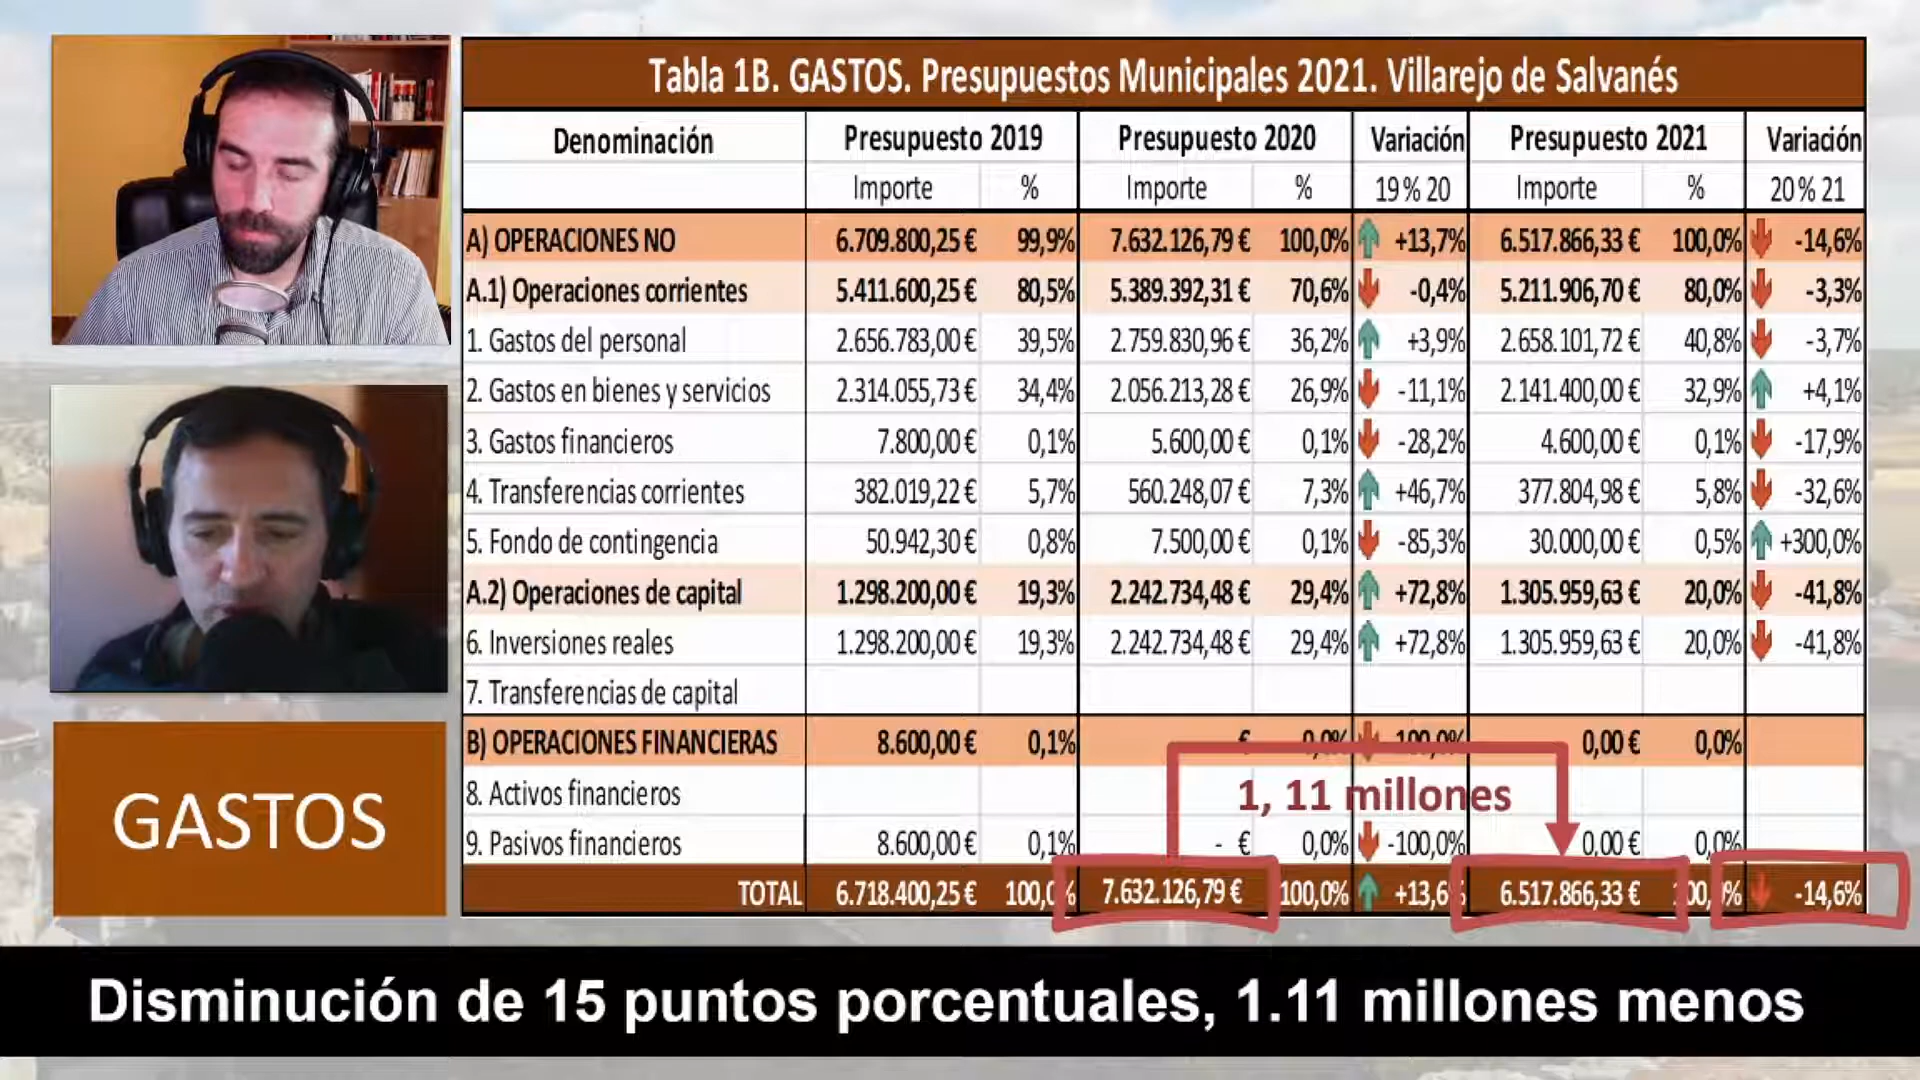 Tabla 1B. GASTOS. Presupuestos Municipales 2021. Villarejo de Salvanés
Denominación Presupuesto 2019 Presupuesto 2020 Variación Presupuesto 2021 Variación
Importe % Importe % 19 % 20 Importe % 20 % 21
A) OPERACIONES NO 6.709.800,25 € 99,9% 7.632.126,79 € 100,0% +13,7% 6.517.866,33 € 100,0% -14,6%
A.1) Operaciones corrientes 5.411.600,25 € 80,5% 5.389.392,31 € 70,6% -0,4% 5.211.906,70 € 80,0% -3,3%
1. Gastos del personal 2.656.783,00 € 39,5% 2.759.830,96 € 36,2% +3,9% 2.658.101,72 € 40,8% -3,7%
2. Gastos en bienes y servicios 2.314.055,73 € 34,4% 2.056.213,28 € 26,9% -11,1% 2.141.400,00 € 32,9% +4,1%
3. Gastos financieros 7.800,00 € 0,1% 5.600,00 € 0,1% -28,2% 4.600,00 € 0,1% -17,9%
4. Transferencias corrientes 382.019,22 € 5,7% 560.248,07 € 7,3% +46,7% 377.804,98 € 5,8% -32,6%
5. Fondo de contingencia 50.942,30 € 0,8% 7.500,00 € 0,1% -85,3% 30.000,00 € 0,5% +300,0%
A.2) Operaciones de capital 1.298.200,00 € 19,3% 2.242.734,48 € 29,4% +72,8% 1.305.959,63 € 20,0% -41,8%
6. Inversiones reales 1.298.200,00 € 19,3% 2.242.734,48 € 29,4% +72,8% 1.305.959,63 € 20,0% -41,8%
7. Transferencias de capital
B) OPERACIONES FINANCIERAS 8.600,00 € 0,1% € 0,0% -100,0% 0,00 € 0,0%
8. Activos financieros
1, 11 millones
9. Pasivos financieros 8.600,00 € 0,1% - € 0,0% -100,0% 0,00 € 0,0%
TOTAL 6.718.400,25 € 100,0% 7.632.126,79 € 100,0% +13,6% 6.517.866,33 € 100,0% -14,6%
GASTOS
Disminución de 15 puntos porcentuales, 1.11 millones menos